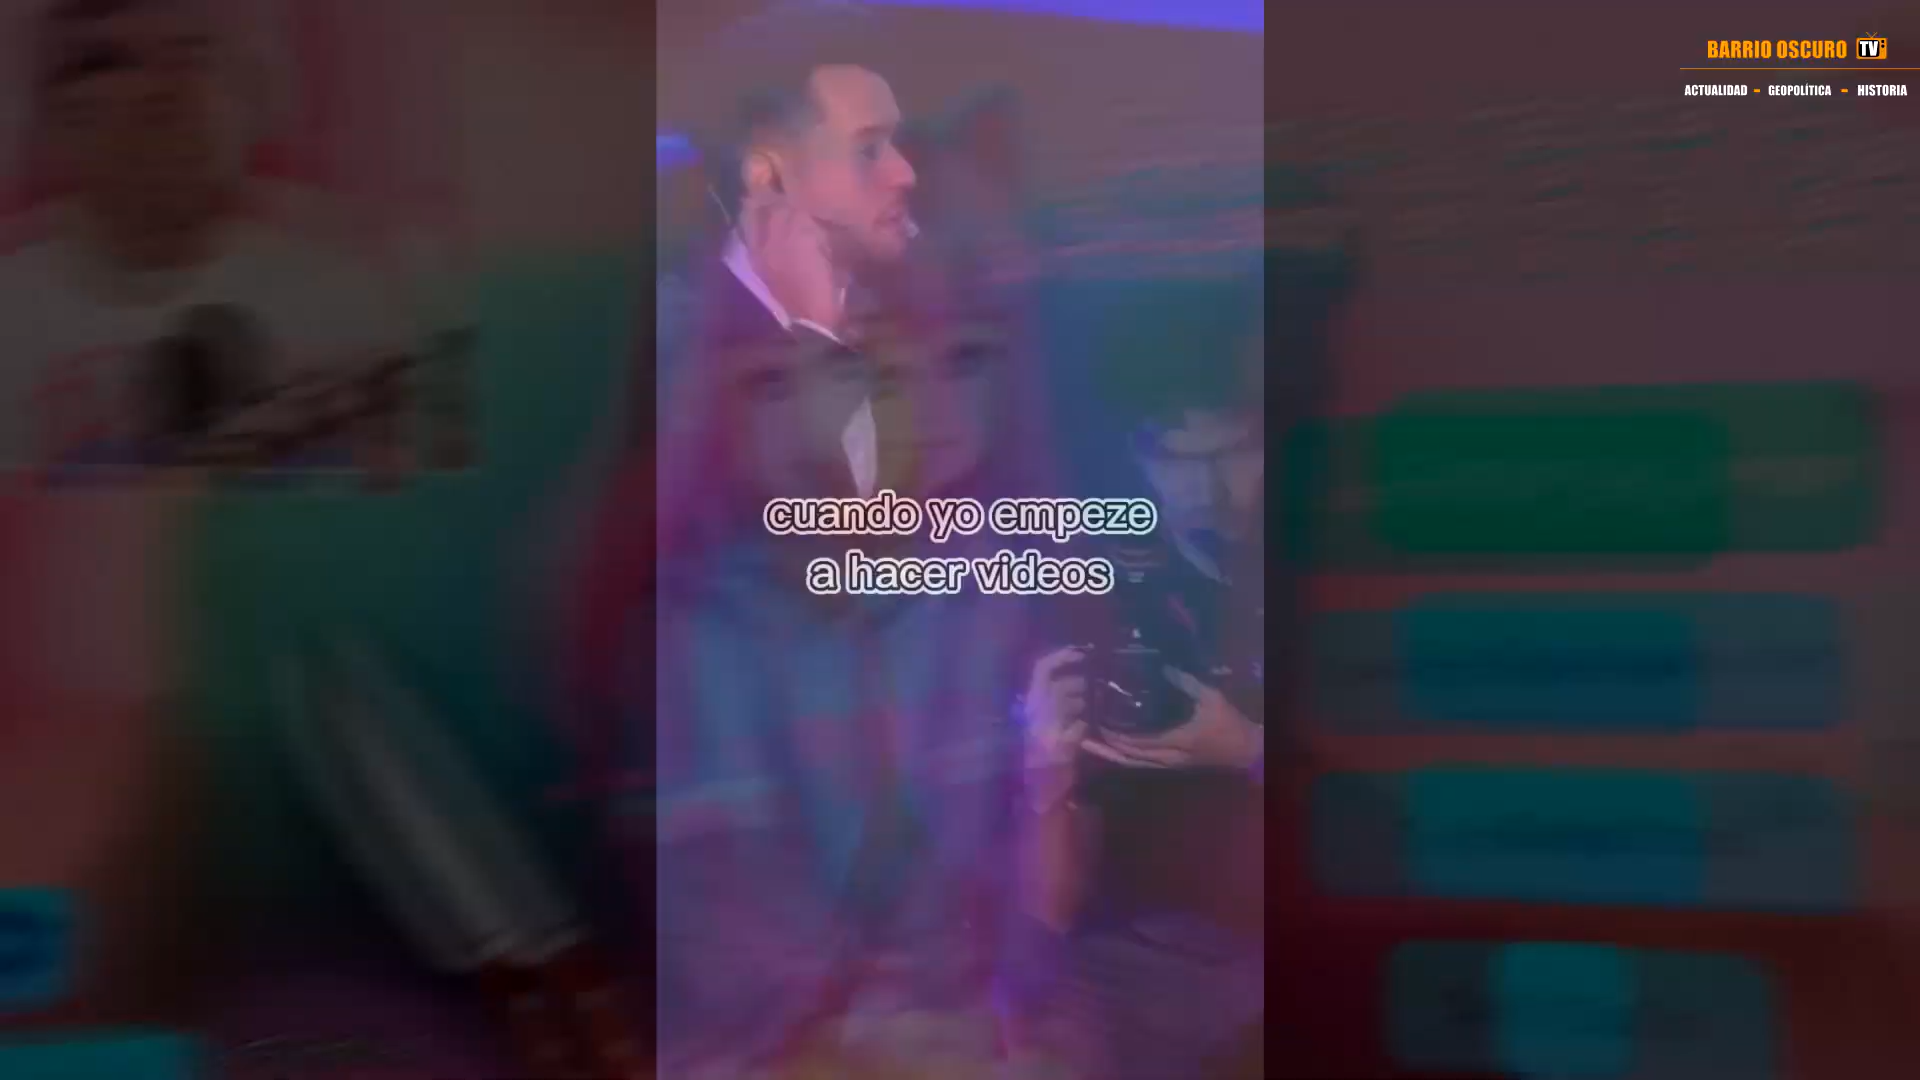 BARRIO OSCURO TV
ACTUALIDAD - GEOPOLÍTICA - HISTORIA
cuando yo empeze
a hacer videos